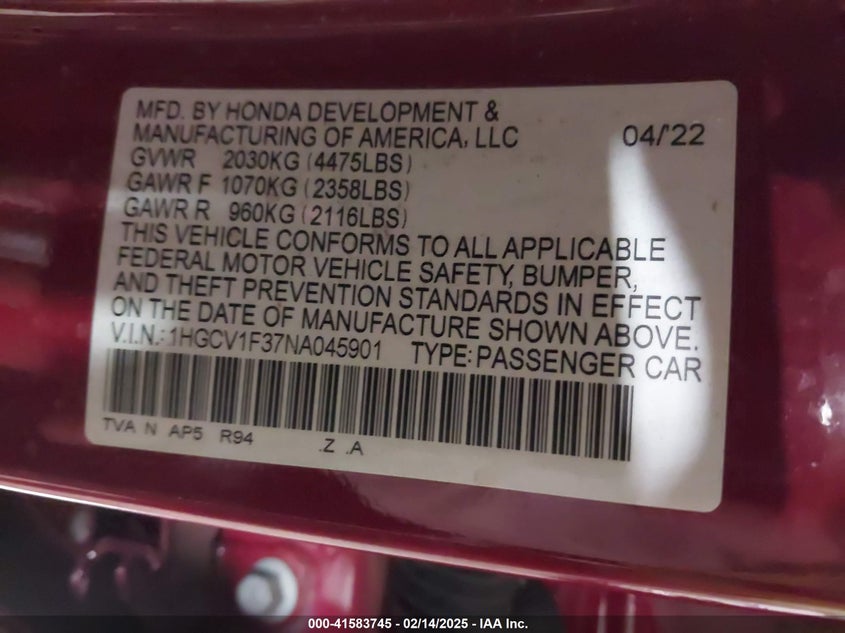 MFD. BY HONDA DEVELOPMENT &
MANUFACTURING OF AMERICA, LLC 04/'22
GVWR 2030KG (4475LBS)
GAWR F 1070KG (2358LBS)
GAWR R 960KG (2116LBS)
THIS VEHICLE CONFORMS TO ALL APPLICABLE
FEDERAL MOTOR VEHICLE SAFETY, BUMPER,
AND THEFT PREVENTION STANDARDS IN EFFECT
ON THE DATE OF MANUFACTURE SHOWN ABOVE.
V.I.N.: 1HGCV1F37NA045901 TYPE: PASSENGER CAR
TVA N AP5 R94 .Z .A
000-41583745 - 02/14/2025 - IAA Inc.